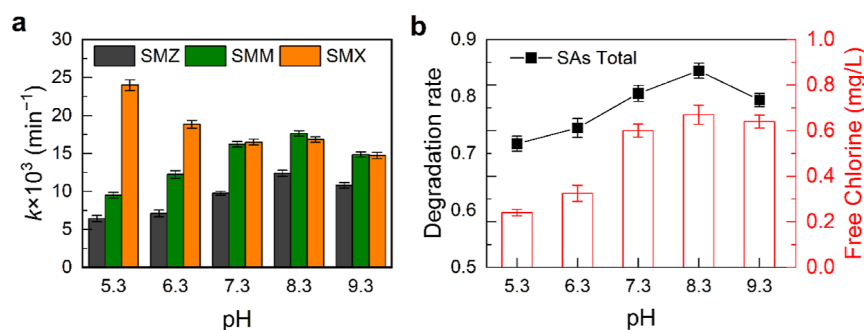 a
30
25
20
15
10
5
0
k×10³ (min⁻¹)
SMZ SMM SMX
5.3 6.3 7.3 8.3 9.3
pH
b
0.9
0.8
0.7
0.6
0.5
Degradation rate
SAs Total
1.0
0.8
0.6
0.4
0.2
0.0
Free Chlorine (mg/L)
5.3 6.3 7.3 8.3 9.3
pH